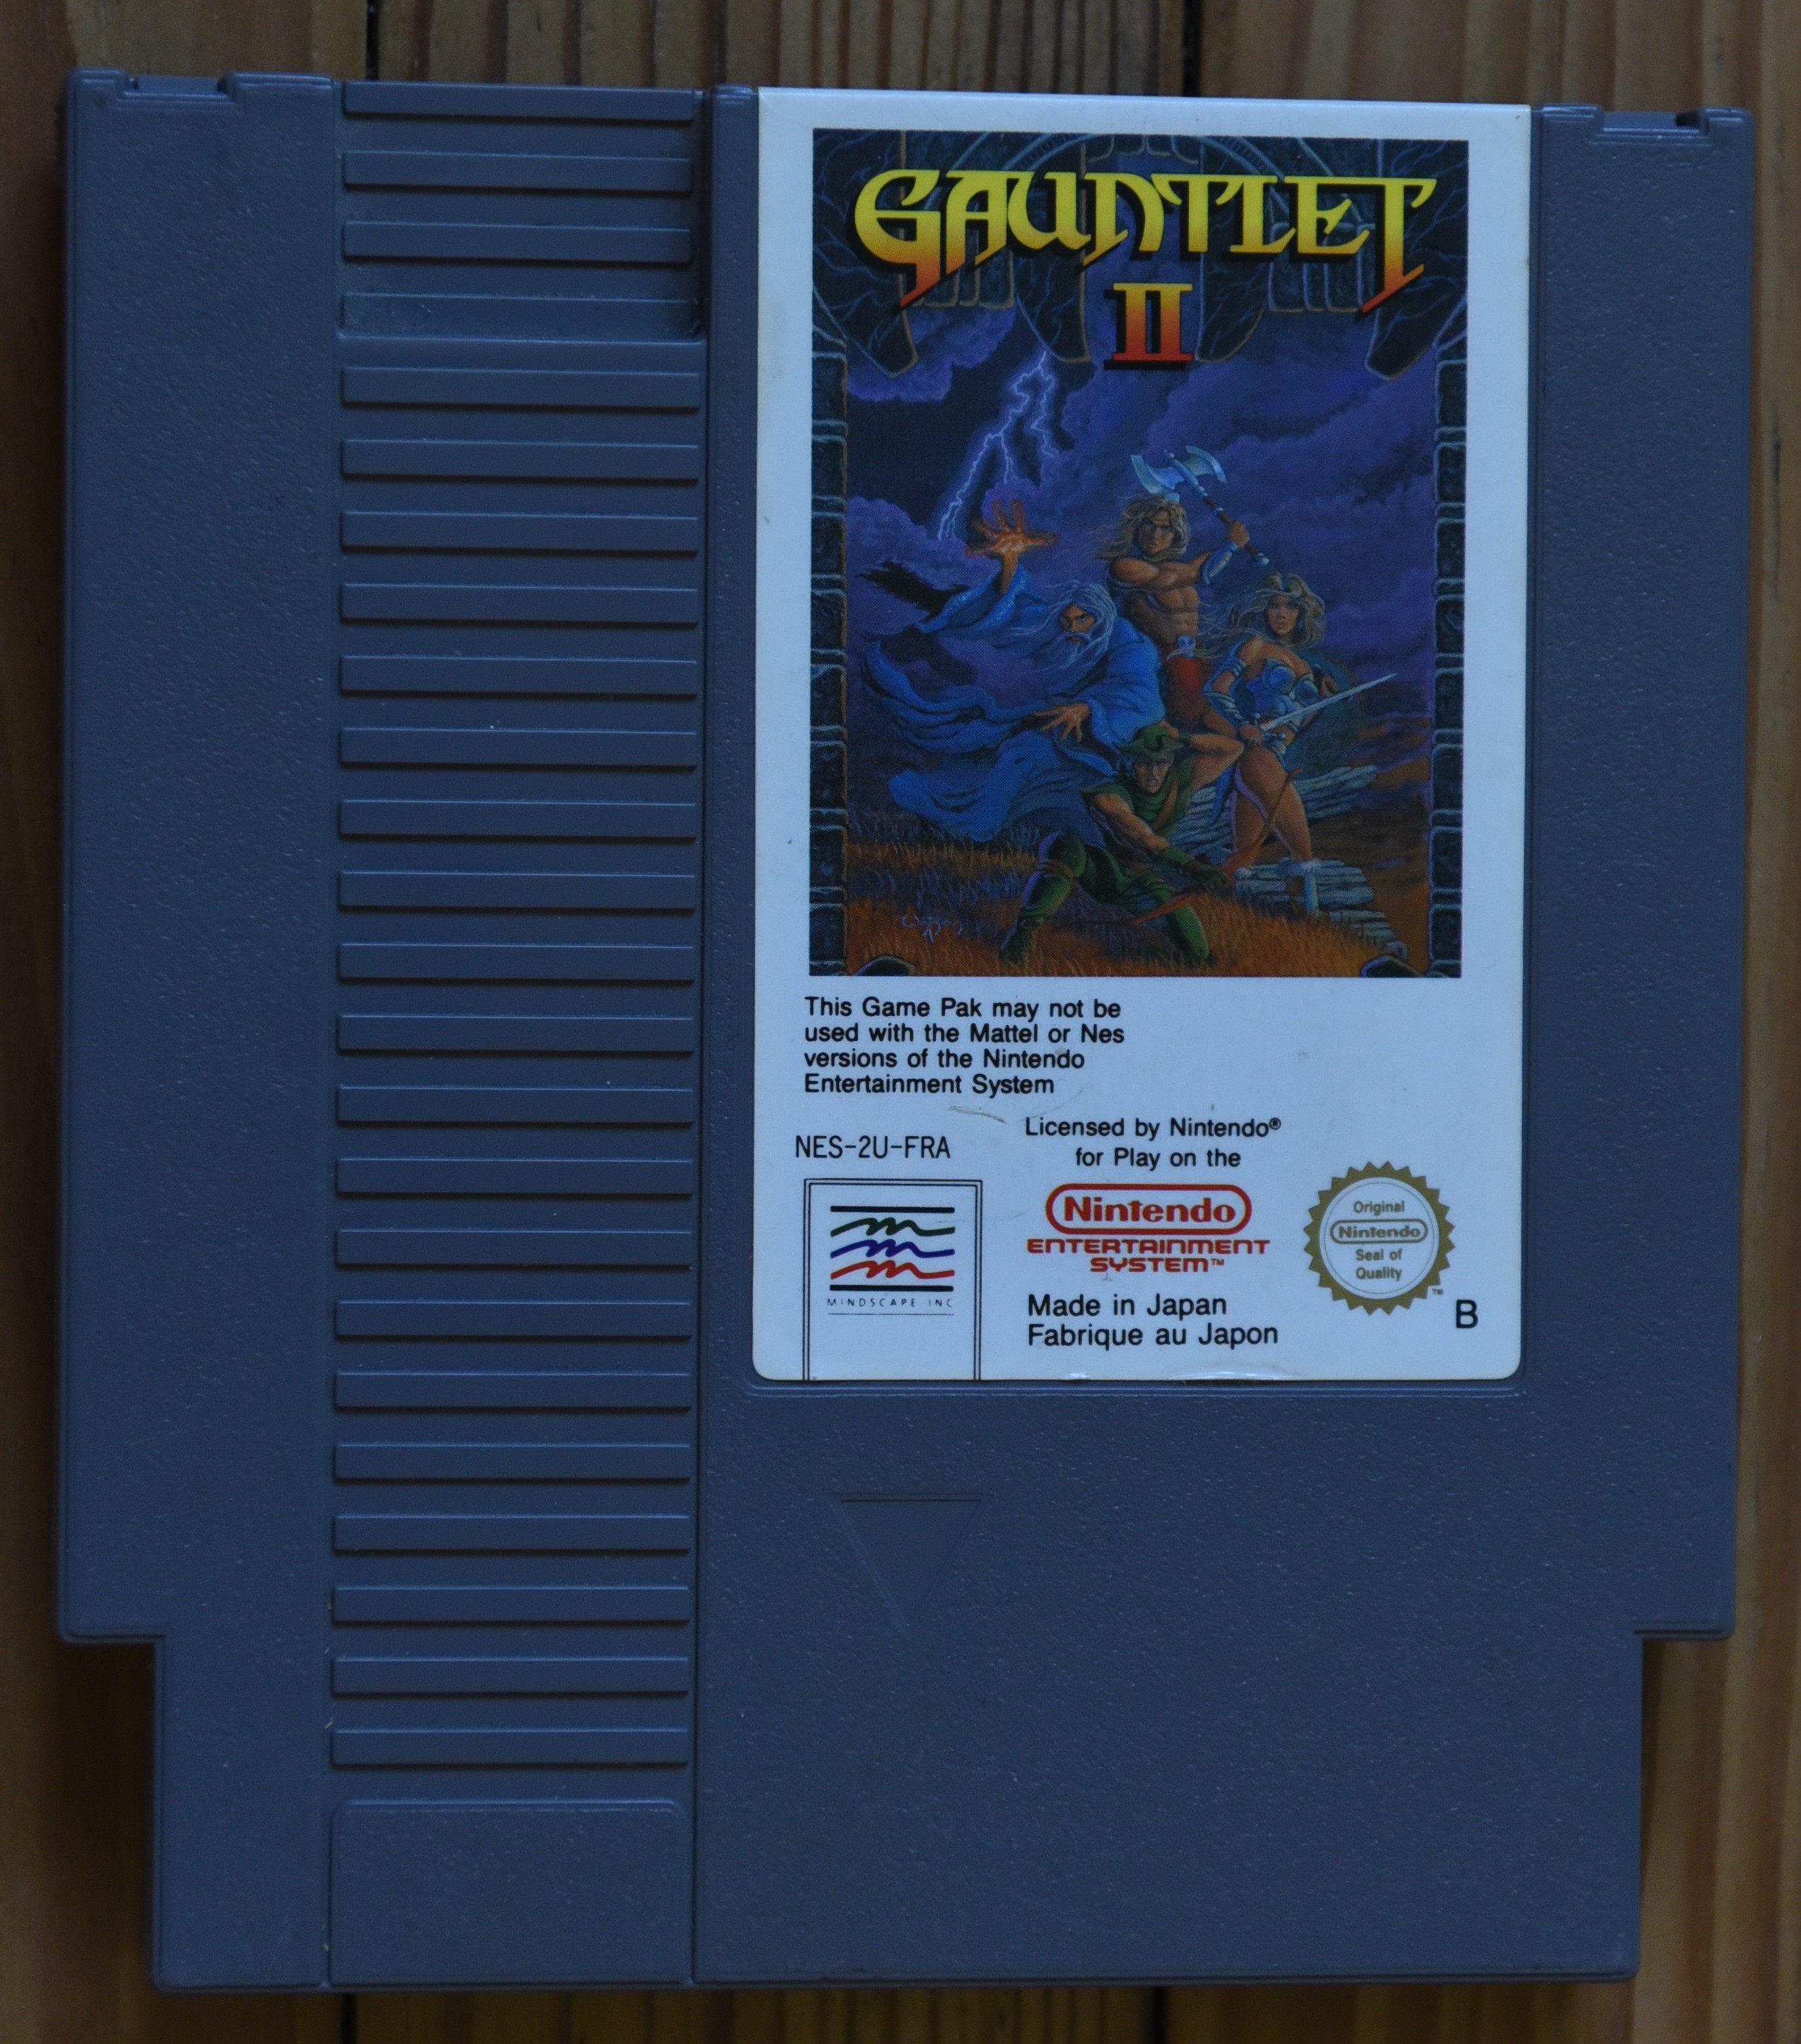 GAUNTLET
II
This Game Pak may not be
used with the Mattel or Nes
versions of the Nintendo
Entertainment System
NES-2U-FRA
Licensed by Nintendo®
for Play on the
Nintendo
ENTERTAINMENT
SYSTEM™
MINDSCAPE INC
Original
Nintendo
Seal of
Quality
™
Made in Japan
Fabrique au Japon
B